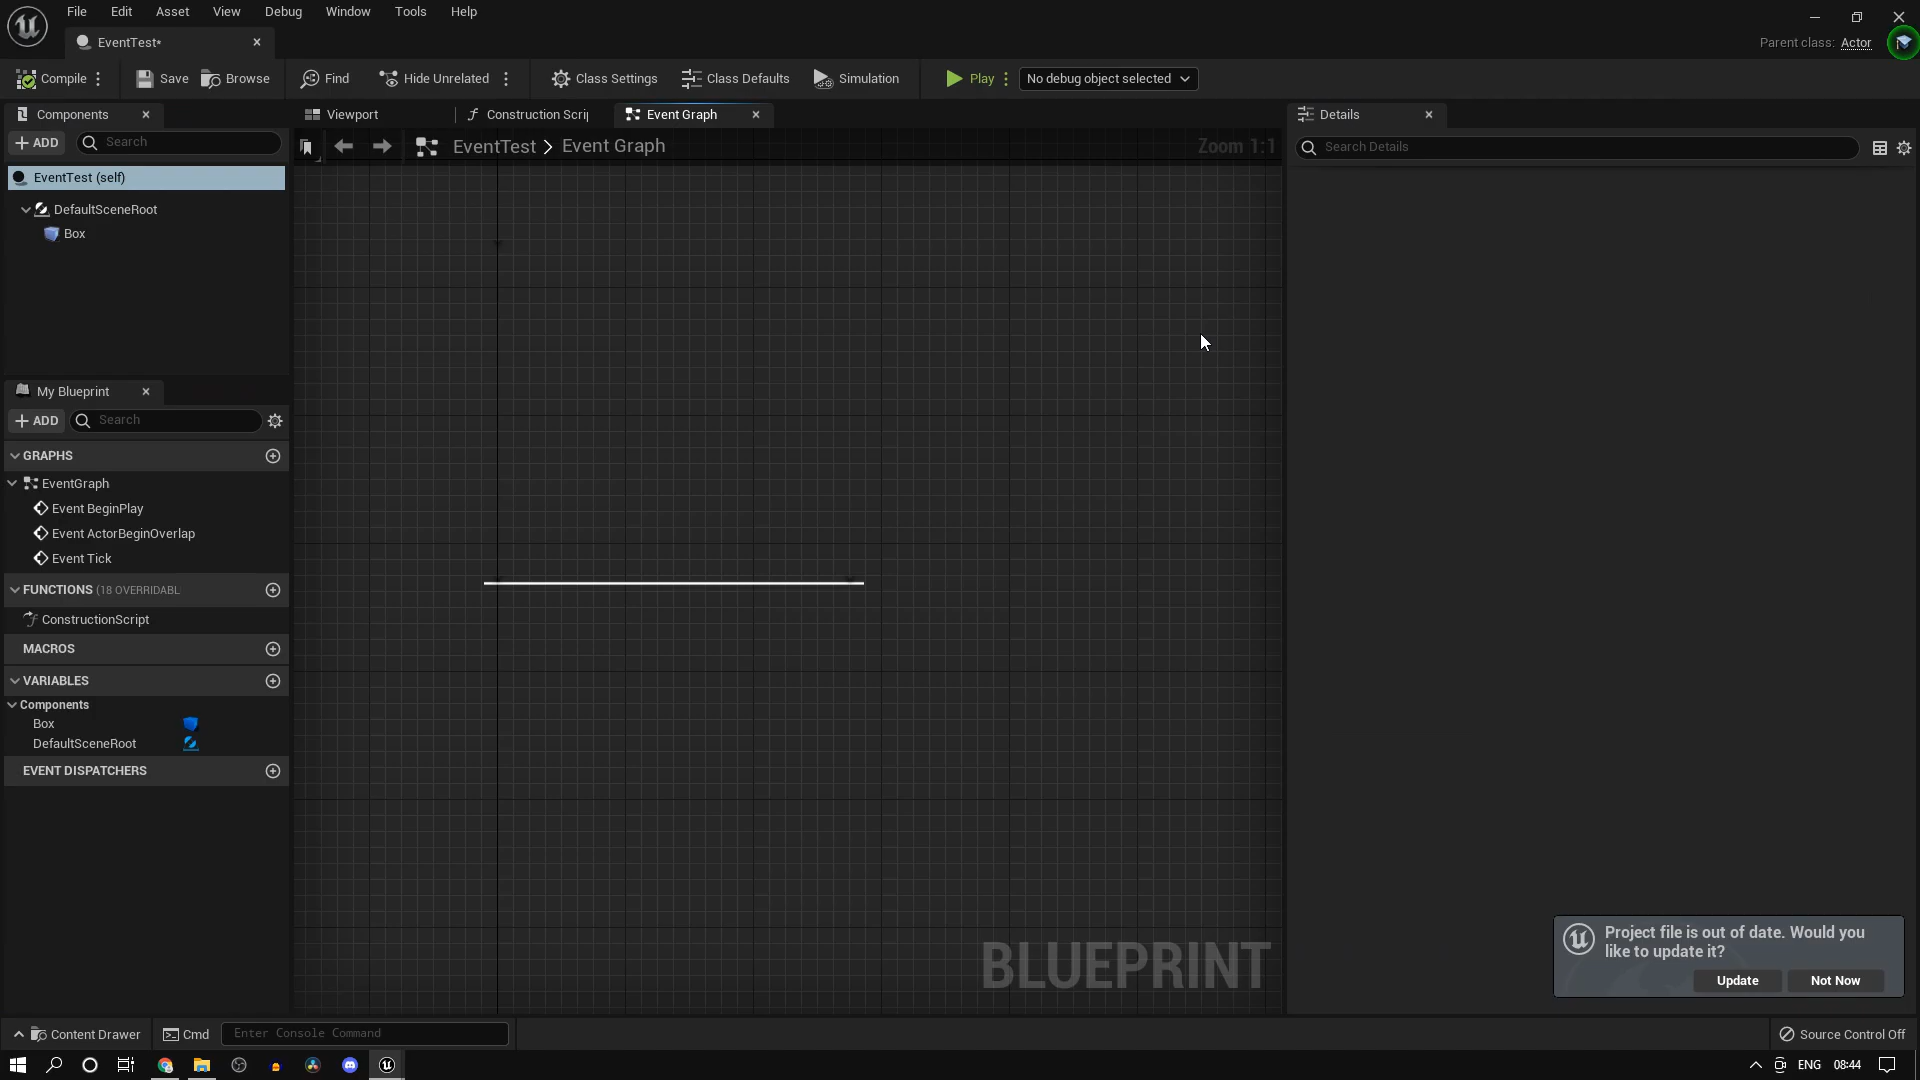 File Edit Asset View Debug Window Tools Help
EventTest*
Parent class: Actor
Compile Save Browse Find Hide Unrelated Class Settings Class Defaults Simulation Play No debug object selected
Components
Viewport Construction Scrip Event Graph
Details
ADD Search
EventTest > Event Graph
Zoom 1:1
Search Details
EventTest (self)
DefaultSceneRoot
Box
My Blueprint
ADD Search
GRAPHS
EventGraph
Event BeginPlay
Event ActorBeginOverlap
Event Tick
FUNCTIONS (18 OVERRIDABL
ConstructionScript
MACROS
VARIABLES
Components
Box
DefaultSceneRoot
EVENT DISPATCHERS
BLUEPRINT
Project file is out of date. Would you
like to update it?
Update Not Now
Content Drawer Cmd Enter Console Command
Source Control Off
ENG 08:44